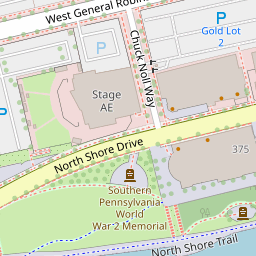 West General Robin
P
P
Chuck Noll Way
Gold Lot
2
Stage
AE
P
North Shore Drive
375
Southern
Pennsylvania
World
War 2 Memorial
North Shore Trail